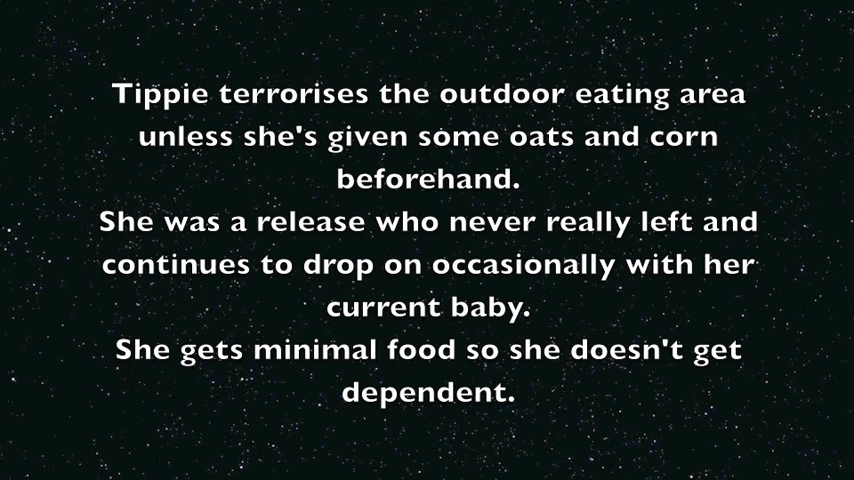 Tippie terrorises the outdoor eating area
unless she's given some oats and corn
beforehand.
She was a release who never really left and
continues to drop on occasionally with her
current baby.
She gets minimal food so she doesn't get
dependent.